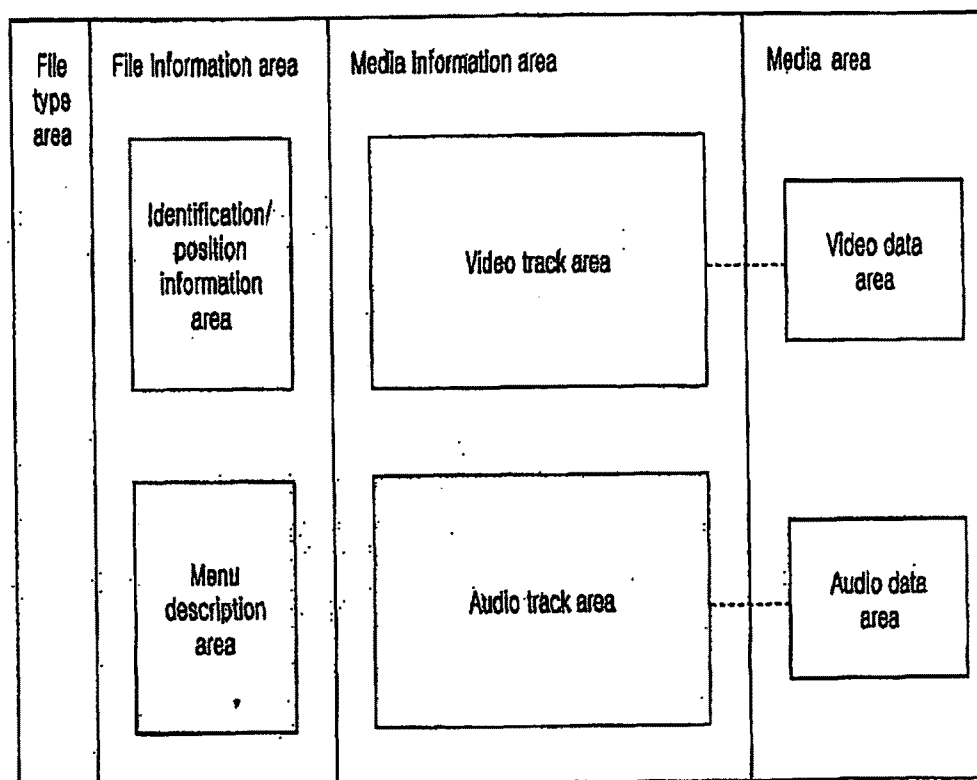 File
type
area
File Information area
Media Information area
Media area
Identification/
position
information
area
Video track area
Video data
area
Menu
description
area
Audio track area
Audio data
area